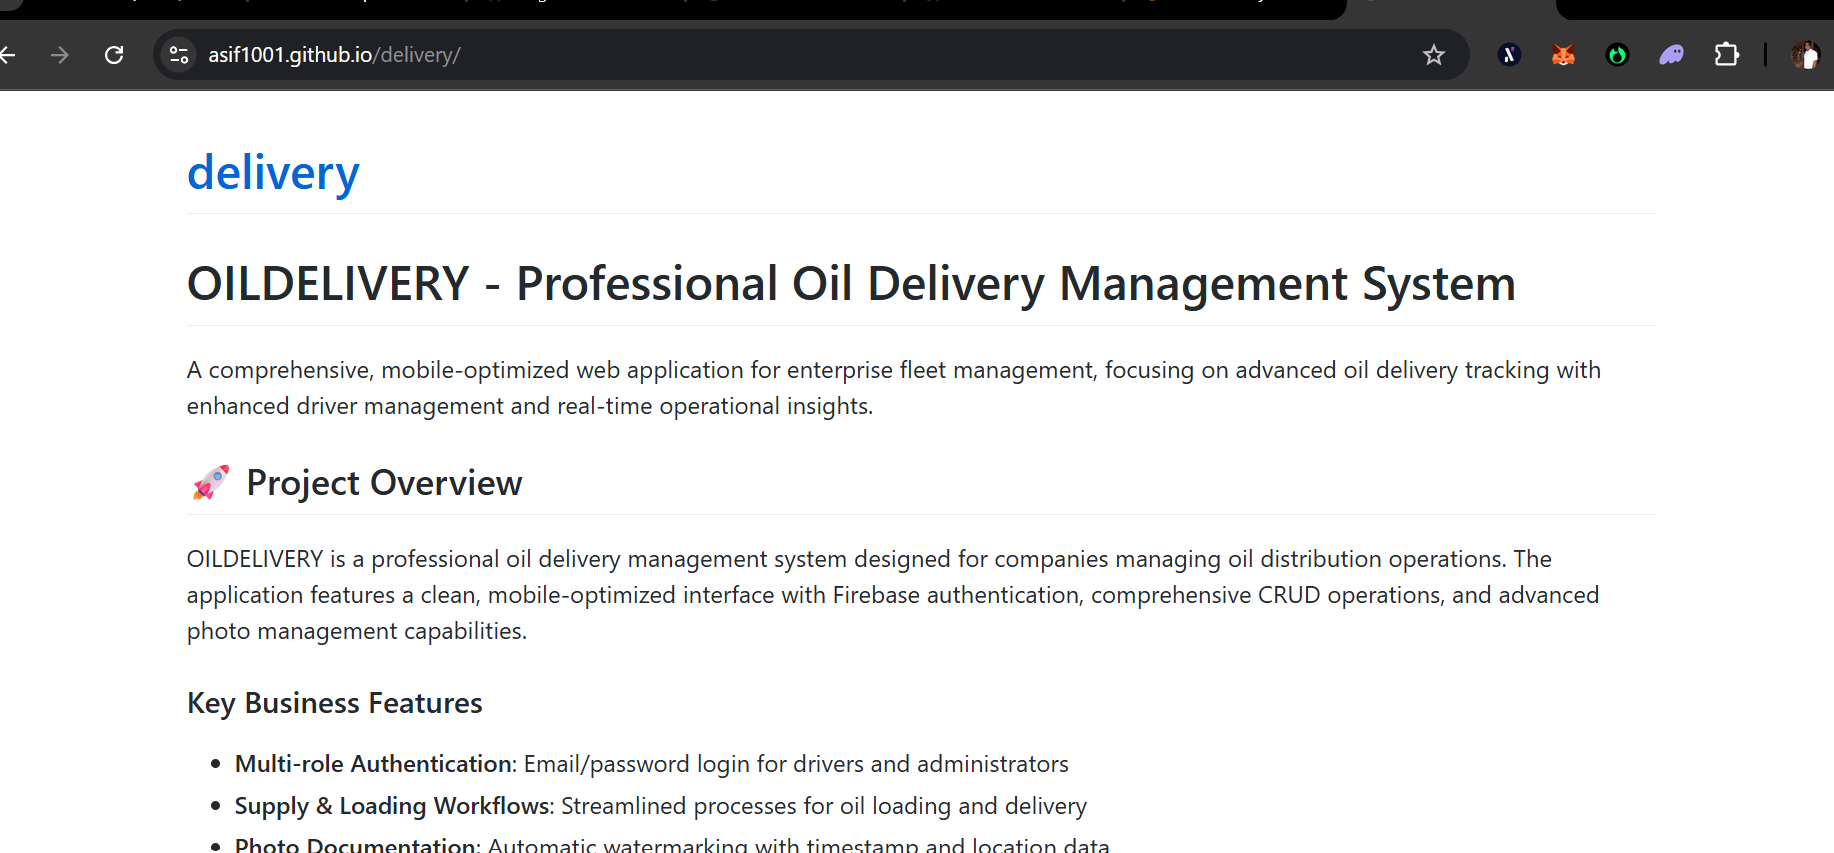 asif1001.github.io/delivery/
delivery
OILDELIVERY - Professional Oil Delivery Management System
A comprehensive, mobile-optimized web application for enterprise fleet management, focusing on advanced oil delivery tracking with
enhanced driver management and real-time operational insights.
🚀 Project Overview
OILDELIVERY is a professional oil delivery management system designed for companies managing oil distribution operations. The
application features a clean, mobile-optimized interface with Firebase authentication, comprehensive CRUD operations, and advanced
photo management capabilities.
Key Business Features
• Multi-role Authentication: Email/password login for drivers and administrators
• Supply & Loading Workflows: Streamlined processes for oil loading and delivery
• Photo Documentation: Automatic watermarking with timestamp and location data